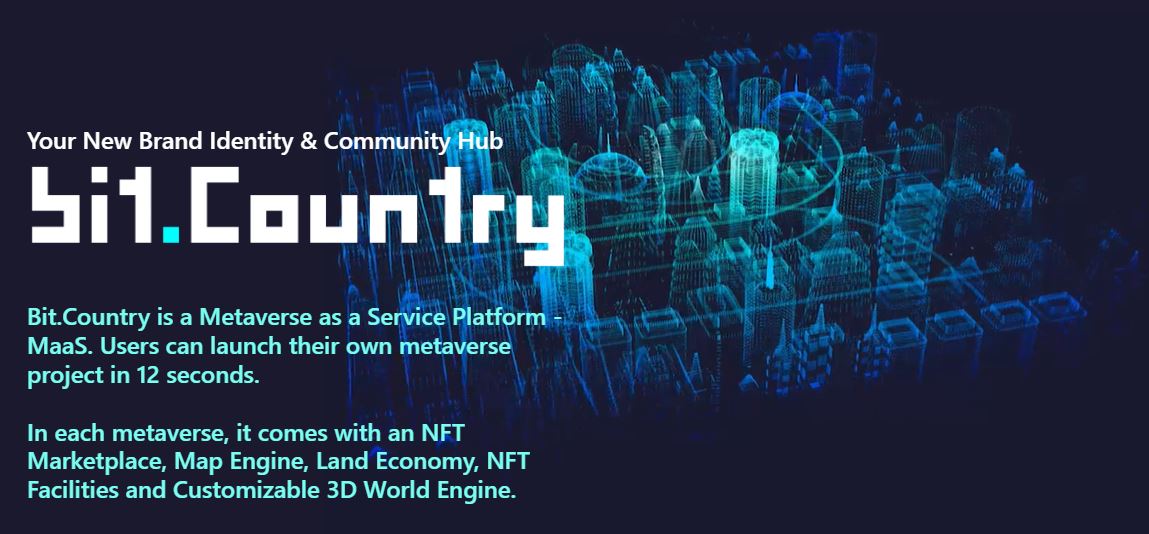 Your New Brand Identity & Community Hub
bit.Country
Bit.Country is a Metaverse as a Service Platform -
MaaS. Users can launch their own metaverse
project in 12 seconds.
In each metaverse, it comes with an NFT
Marketplace, Map Engine, Land Economy, NFT
Facilities and Customizable 3D World Engine.